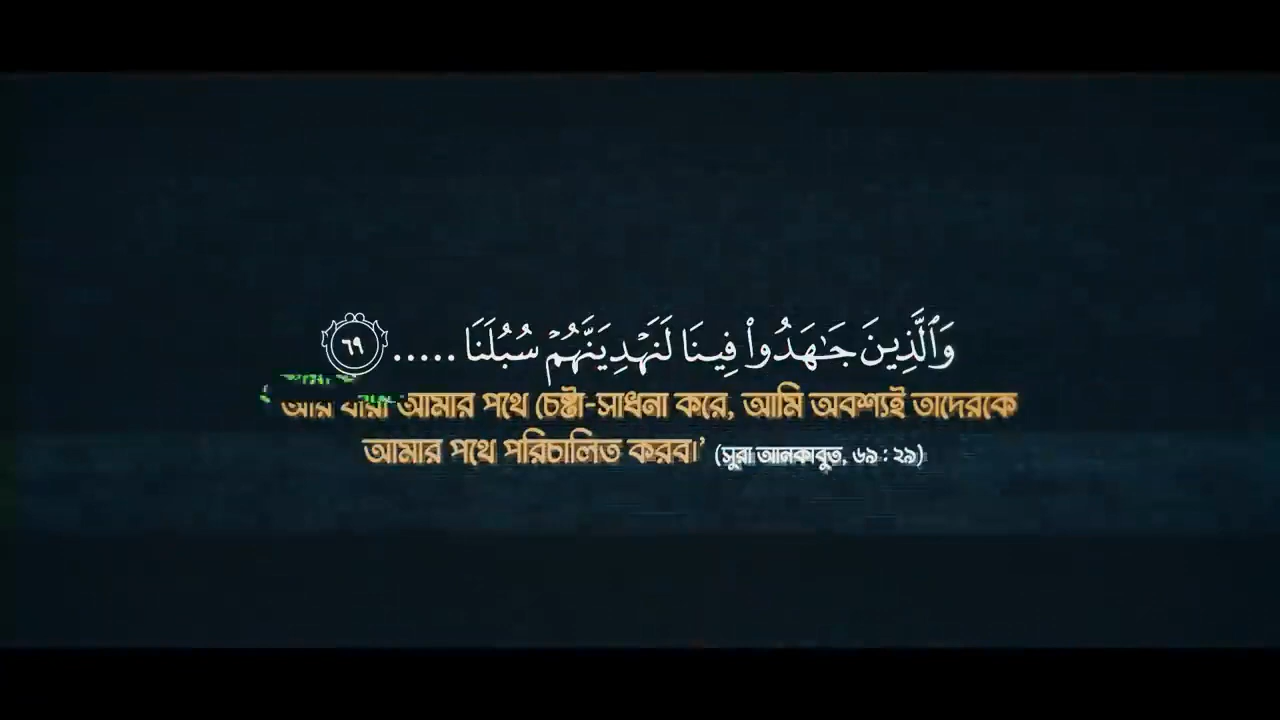 وَٱلَّذِينَ جَـٰهَدُوا۟ فِينَا لَنَهْدِيَنَّهُمْ سُبُلَنَا ..... ٦٩
আর যারা আমার পথে চেষ্টা-সাধনা করে, আমি অবশ্যই তাদেরকে
আমার পথে পরিচালিত করব।’ (সুরা আনকাবুত, ৬৯ : ২৯)